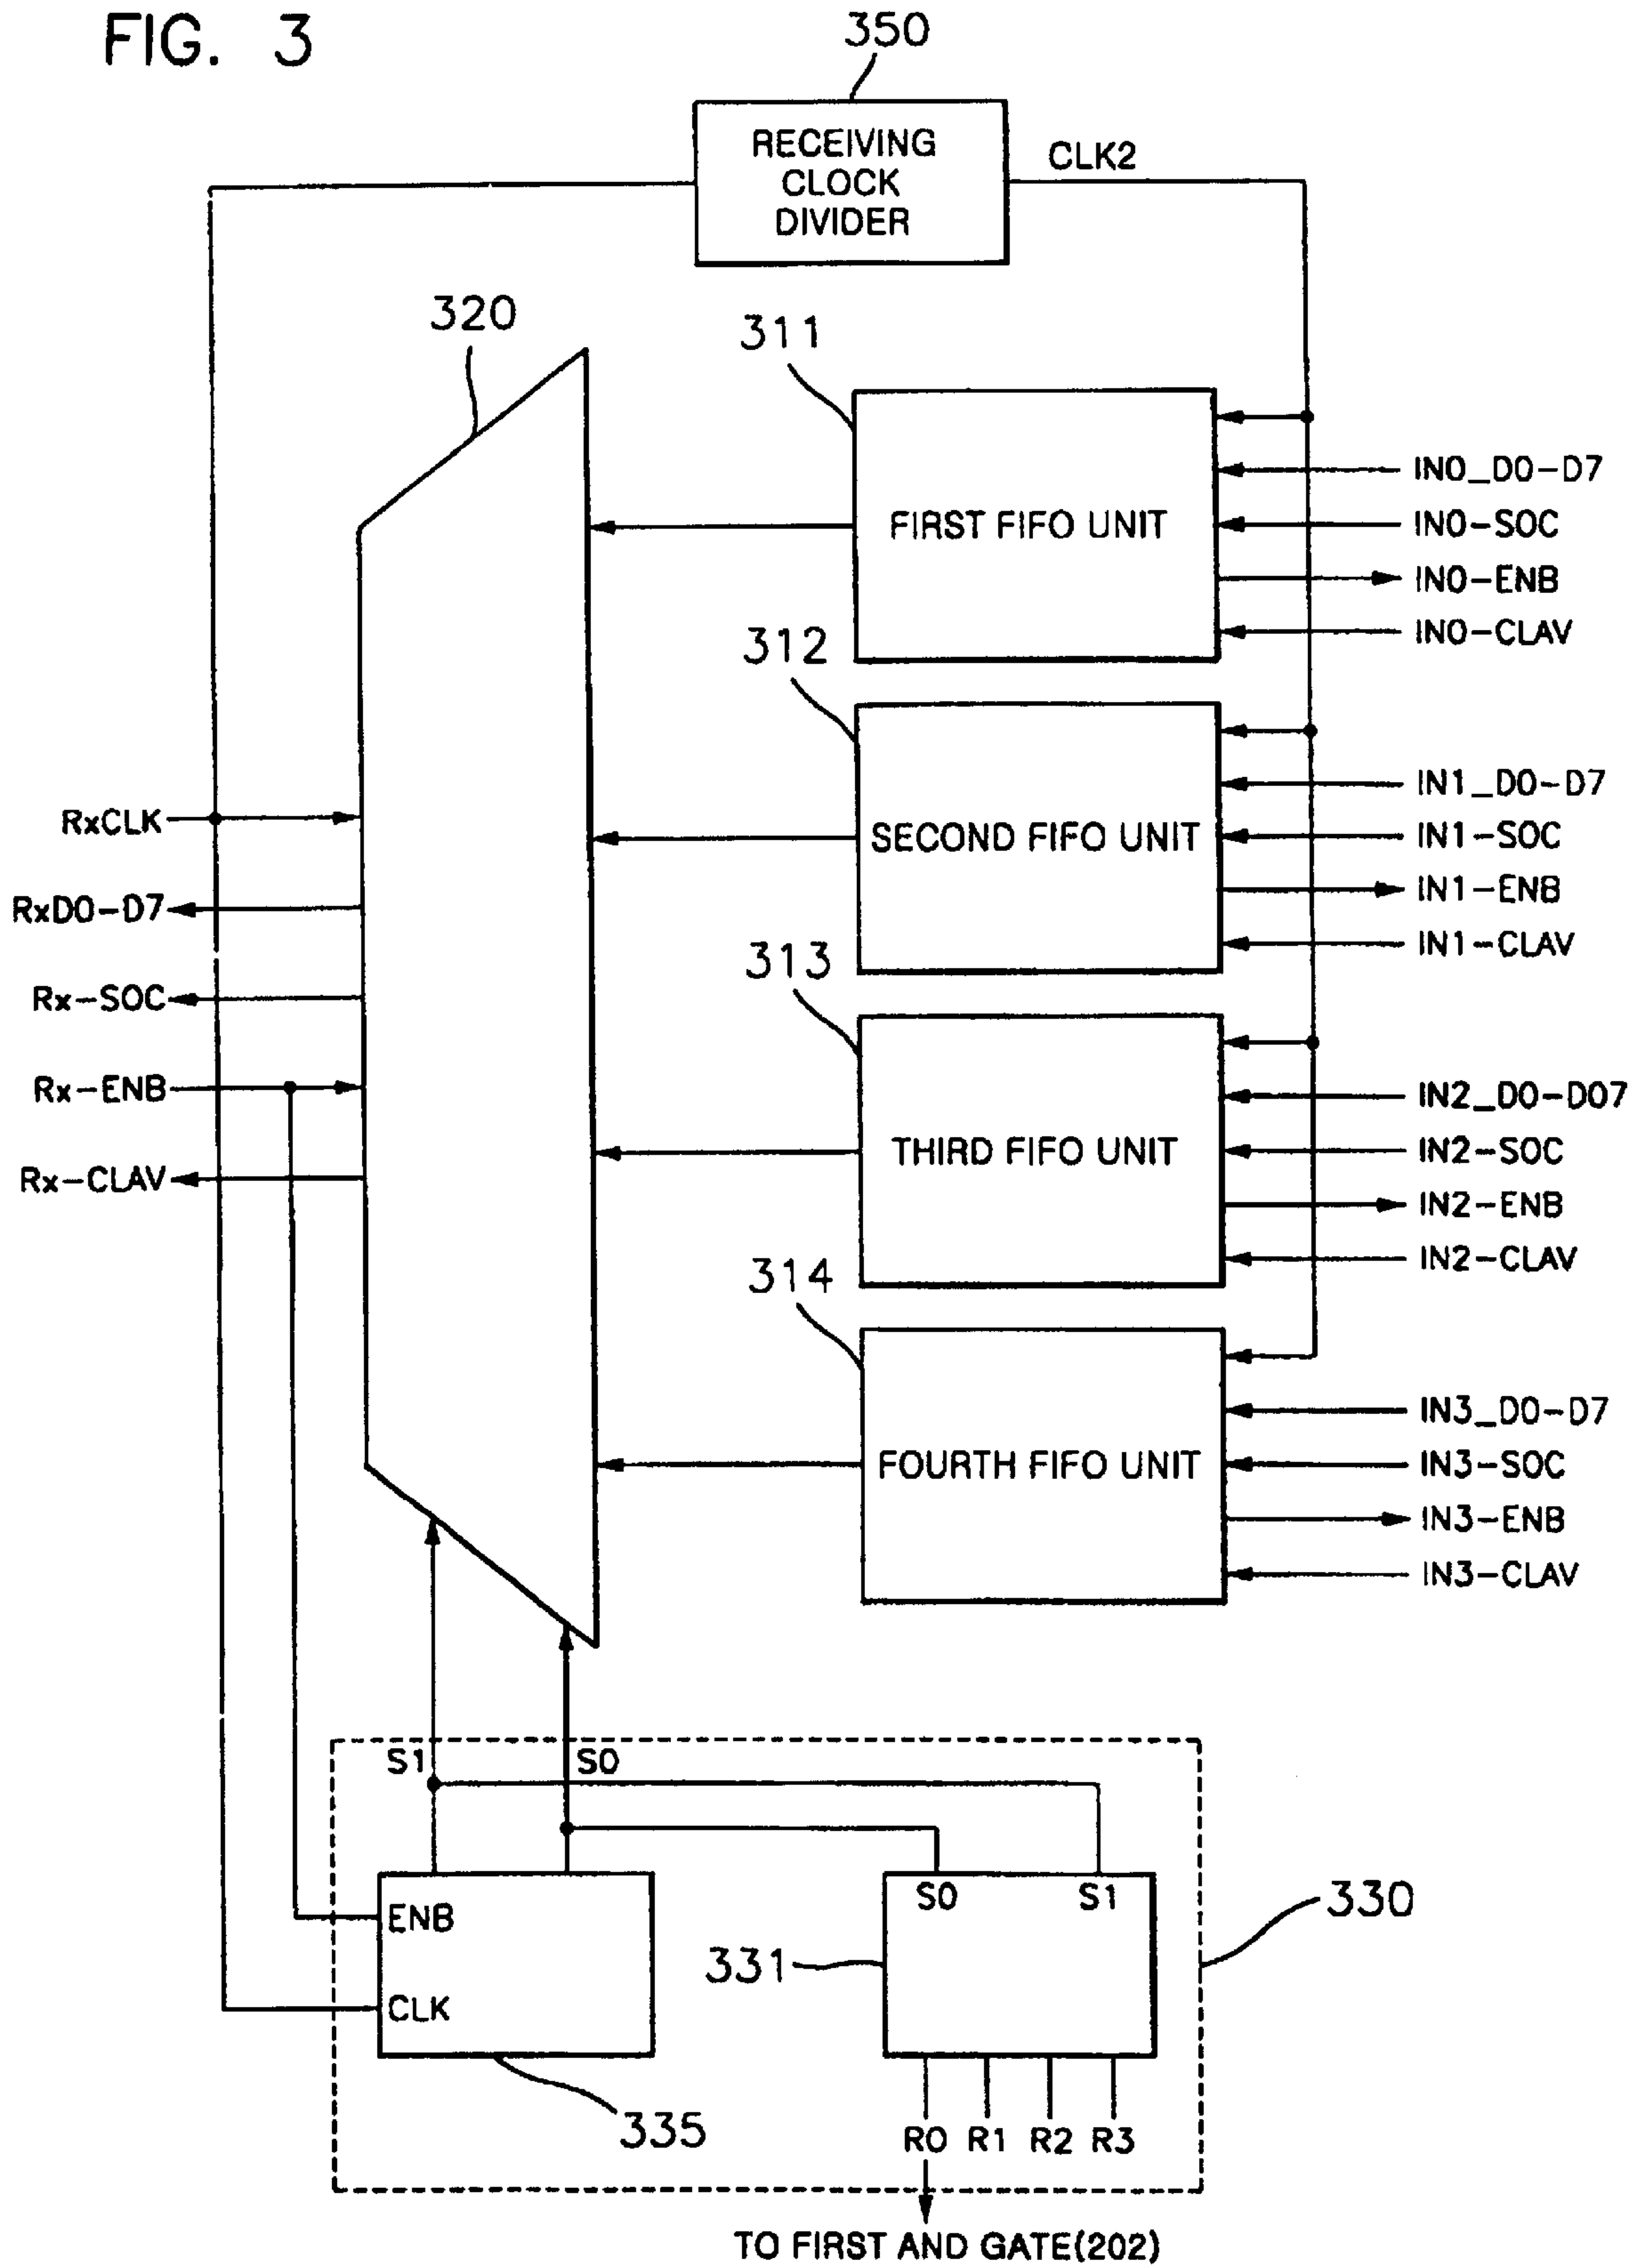 FIG. 3
350
RECEIVING
CLOCK
DIVIDER
CLK2
320
311
FIRST FIFO UNIT
IN0_D0-D7
IN0-SOC
IN0-ENB
IN0-CLAV
312
SECOND FIFO UNIT
IN1_D0-D7
IN1-SOC
IN1-ENB
IN1-CLAV
RxCLK
RxD0-D7
Rx-SOC
Rx-ENB
Rx-CLAV
313
THIRD FIFO UNIT
IN2_D0-D07
IN2-SOC
IN2-ENB
IN2-CLAV
314
FOURTH FIFO UNIT
IN3_D0-D7
IN3-SOC
IN3-ENB
IN3-CLAV
S1 S0
ENB
CLK
335
S0 S1
331
330
R0 R1 R2 R3
TO FIRST AND GATE(202)